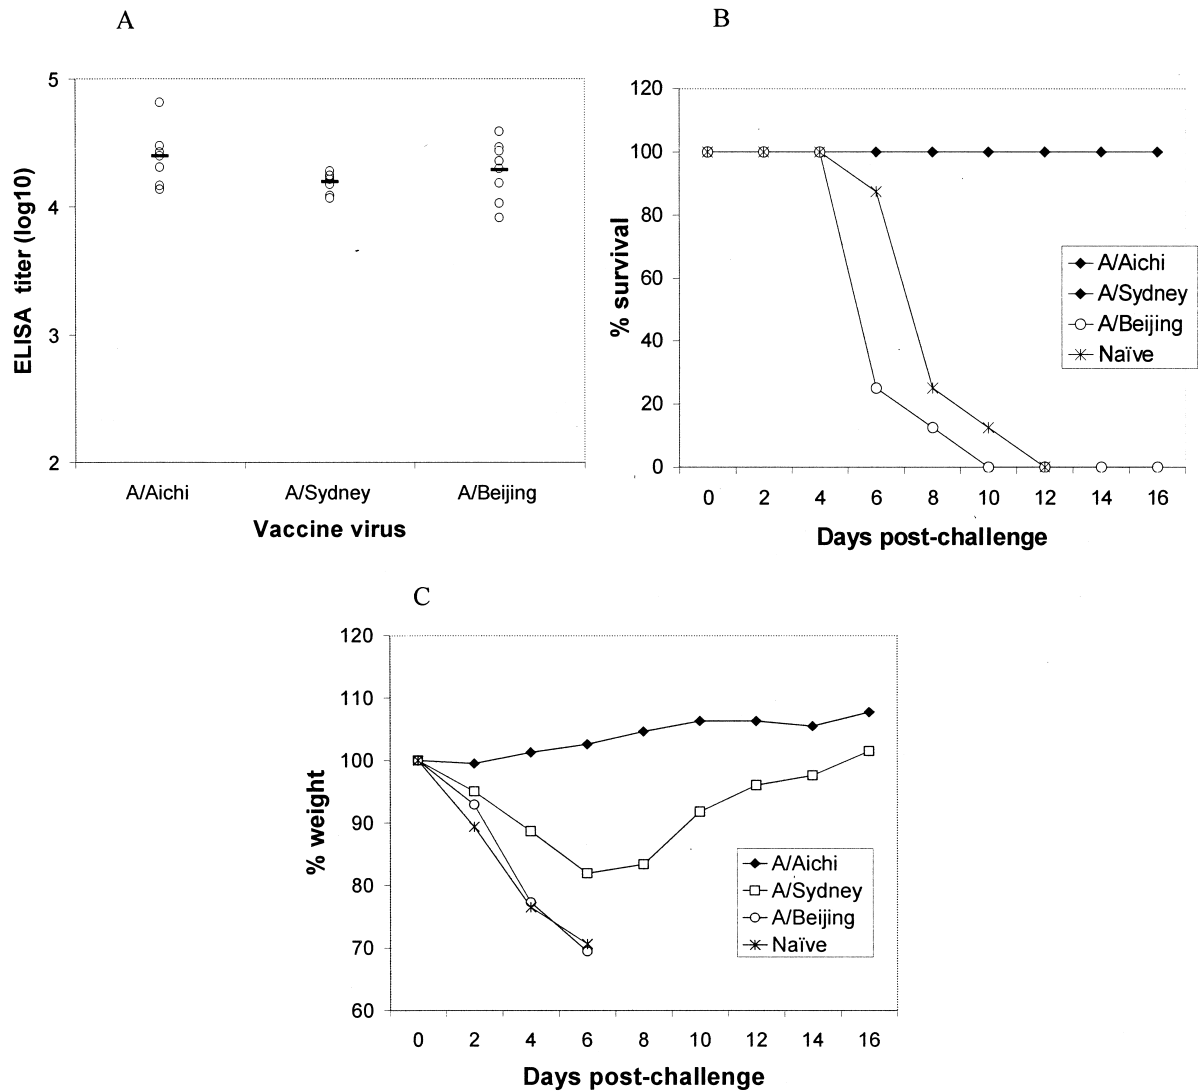 A
5
4
3
2
ELISA titer (log10)
A/Aichi
A/Sydney
A/Beijing
Vaccine virus
B
120
100
80
60
40
20
0
% survival
0 2 4 6 8 10 12 14 16
Days post-challenge
A/Aichi
A/Sydney
A/Beijing
Naïve
C
120
110
100
90
80
70
60
% weight
0 2 4 6 8 10 12 14 16
Days post-challenge
A/Aichi
A/Sydney
A/Beijing
Naïve